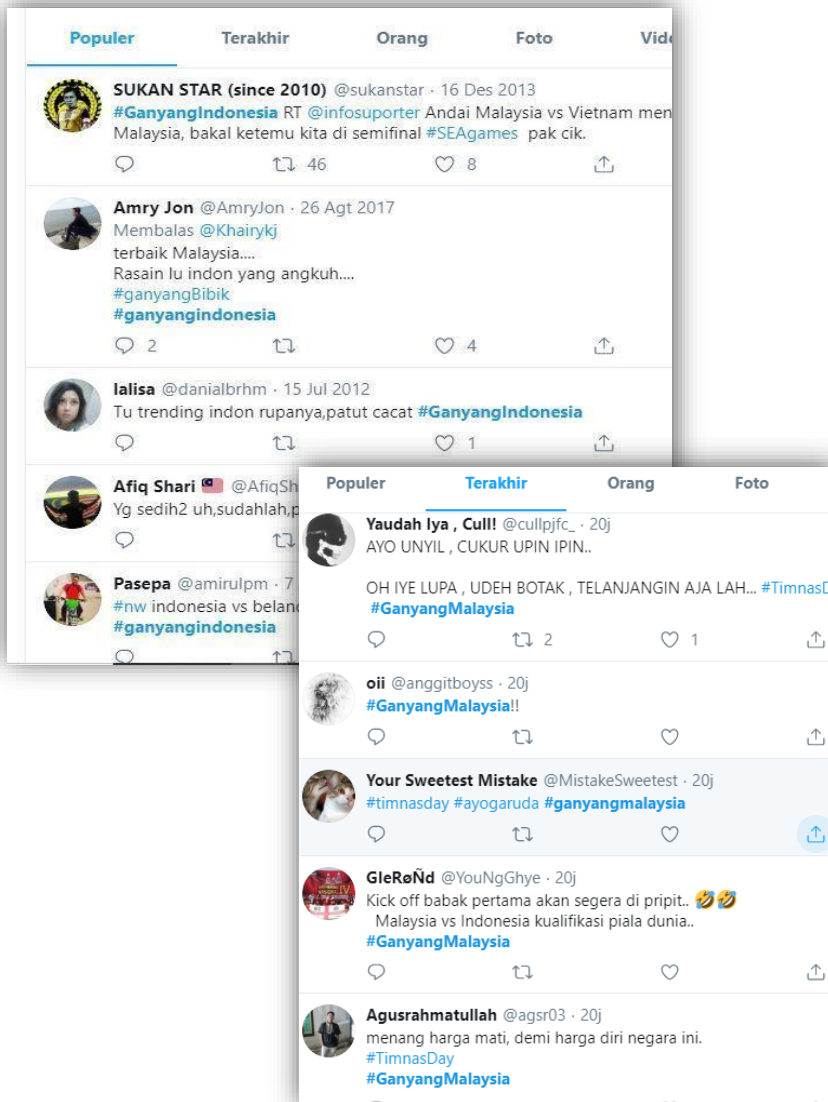 Populer Terakhir Orang Foto
SUKAN STAR (since 2010) @sukanstar · 16 Des 2013
#GanyangIndonesia RT @infosuporter Andai Malaysia vs Vietnam men
Malaysia, bakal ketemu kita di semifinal #SEAgames pak cik.
46 8
Amry Jon @AmryJon · 26 Agt 2017
Membalas @Khairykj
terbaik Malaysia....
Rasain lu indon yang angkuh....
#ganyangBibik
#ganyangindonesia
2 4
lalisa @danialbrhm · 15 Jul 2012
Tu trending indon rupanya,patut cacat #GanyangIndonesia
1
Afiq Shari @AfiqSh
Yg sedih2 uh,sudahlah,p
Pasepa @amirulpm · 7
#nw indonesia vs belan
#ganyangindonesia
Populer Terakhir Orang Foto
Yaudah Iya , Cull! @cullpjfc_ · 20j
AYO UNYIL , CUKUR UPIN IPIN..
OH IYE LUPA , UDEH BOTAK , TELANJANGIN AJA LAH... #Timnas
#GanyangMalaysia
2 1
oii @anggitboyss · 20j
#GanyangMalaysia!!
Your Sweetest Mistake @MistakeSweetest · 20j
#timnasday #ayogaruda #ganyangmalaysia
GleRøÑd @YouNgGhye · 20j
Kick off babak pertama akan segera di pripit.. 🤣🤣
Malaysia vs Indonesia kualifikasi piala dunia..
#GanyangMalaysia
Agusrahmatullah @agsr03 · 20j
menang harga mati, demi harga diri negara ini.
#TimnasDay
#GanyangMalaysia